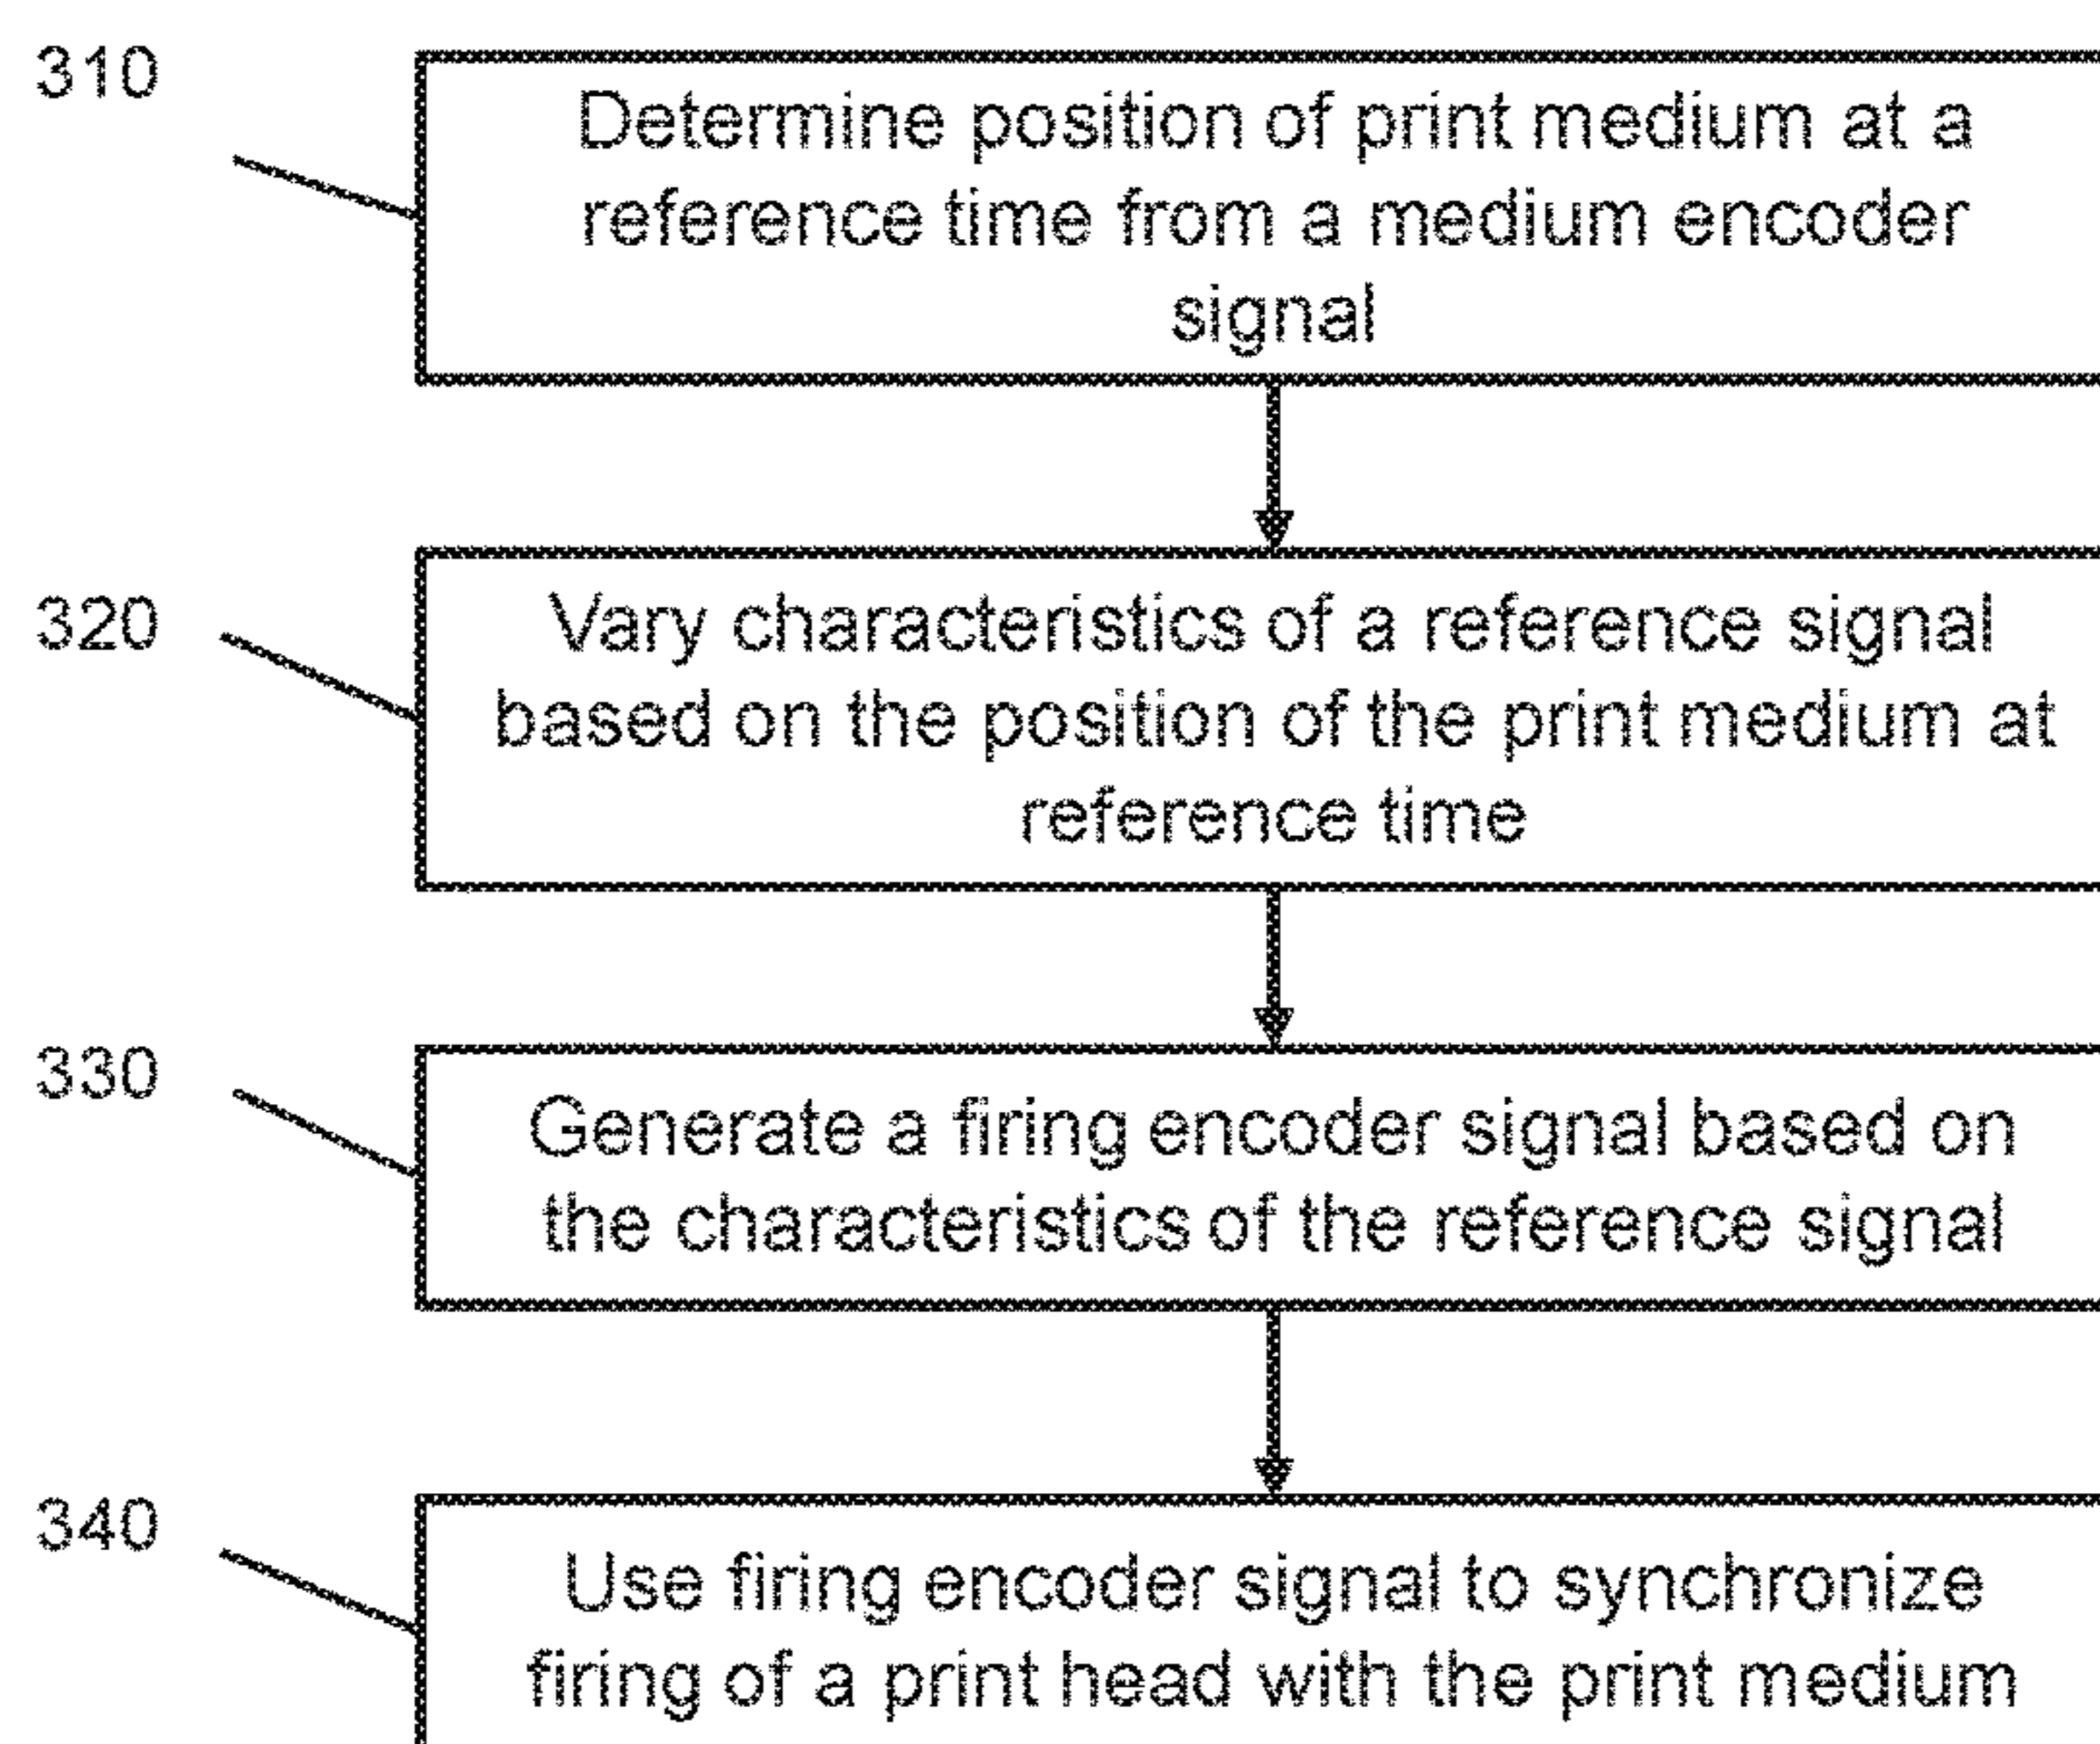 310
Determine position of print medium at a
reference time from a medium encoder
signal
320
Vary characteristics of a reference signal
based on the position of the print medium at
reference time
330
Generate a firing encoder signal based on
the characteristics of the reference signal
340
Use firing encoder signal to synchronize
firing of a print head with the print medium